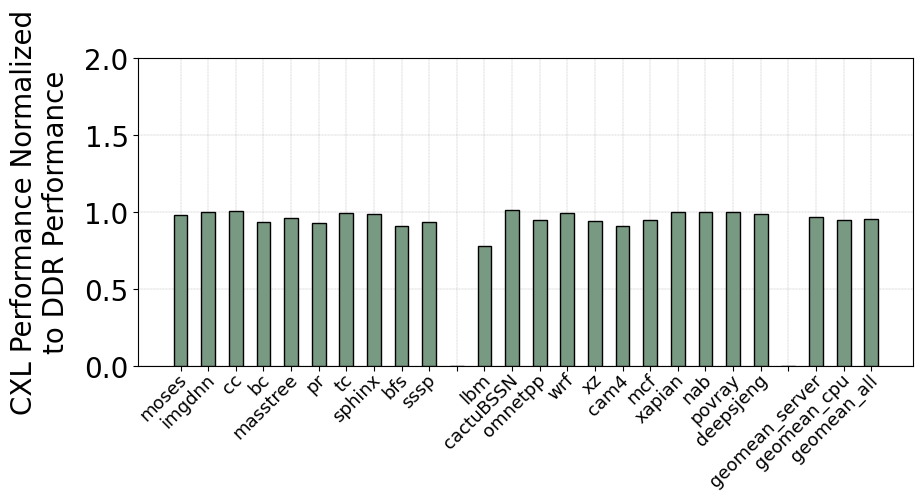 CXL Performance Normalized
to DDR Performance
2.0
1.5
1.0
0.5
0.0
moses
imgdnn
cc
bc
masstree
pr
tc
sphinx
bfs
sssp
lbm
cactuBSSN
omnetpp
wrf
xz
cam4
mcf
xapian
nab
povray
deepsjeng
geomean_server
geomean_cpu
geomean_all